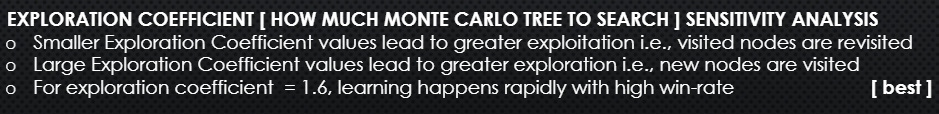 EXPLORATION COEFFICIENT [ HOW MUCH MONTE CARLO TREE TO SEARCH ] SENSITIVITY ANALYSIS
o Smaller Exploration Coefficient values lead to greater exploitation i.e., visited nodes are revisited
o Large Exploration Coefficient values lead to greater exploration i.e., new nodes are visited
o For exploration coefficient = 1.6, learning happens rapidly with high win-rate [ best ]